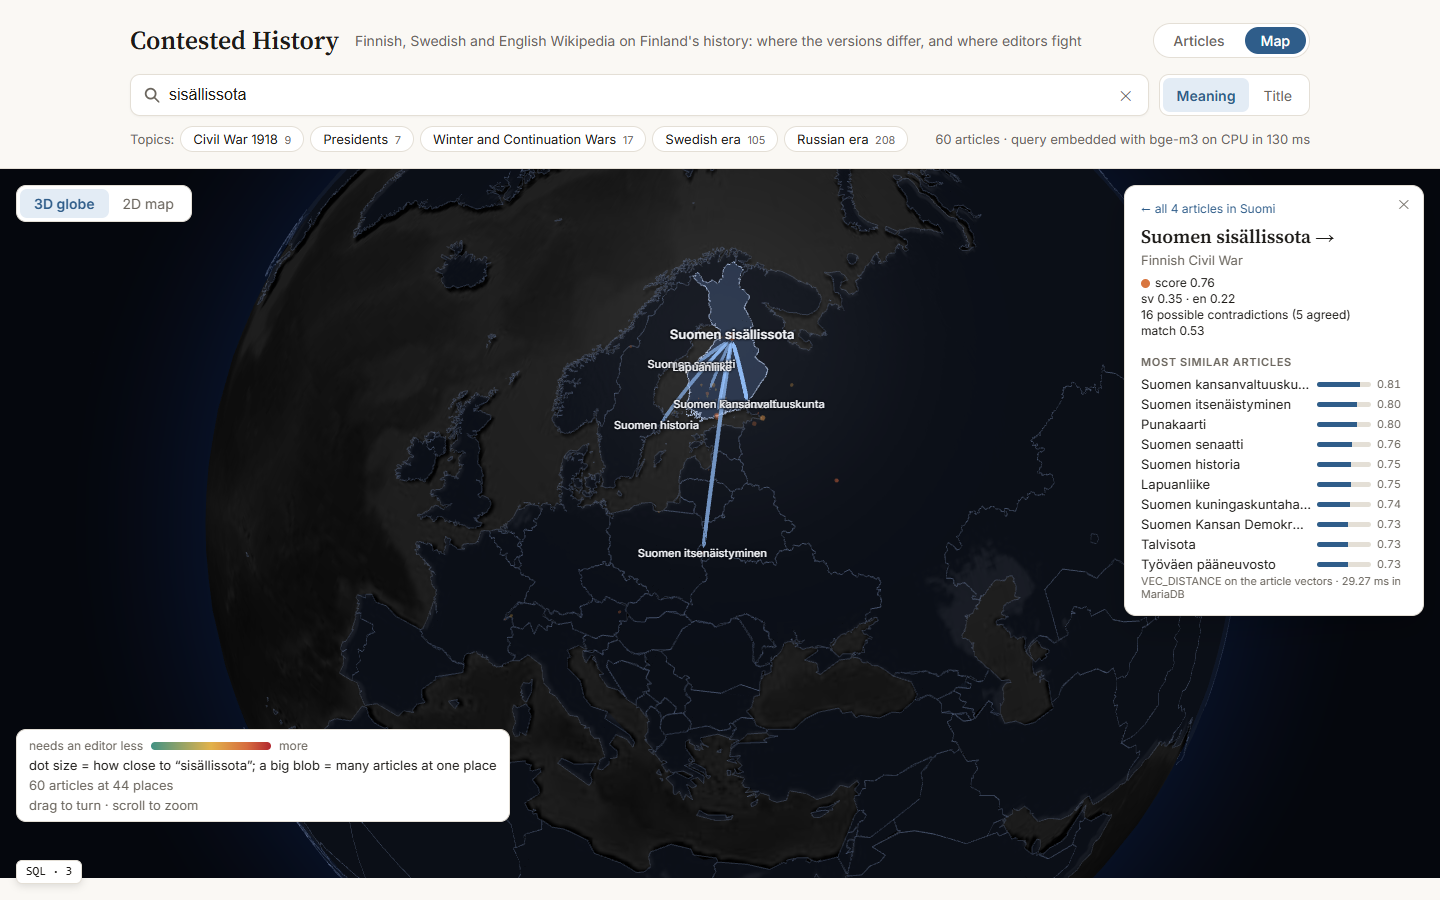 Contested History
Finnish, Swedish and English Wikipedia on Finland's history: where the versions differ, and where editors fight
Articles
Map
sisällissota
Meaning
Title
Topics:
Civil War 1918 9
Presidents 7
Winter and Continuation Wars 17
Swedish era 105
Russian era 208
60 articles · query embedded with bge-m3 on CPU in 130 ms
3D globe
2D map
← all 4 articles in Suomi
Suomen sisällissota →
Finnish Civil War
score 0.76
sv 0.35 · en 0.22
16 possible contradictions (5 agreed)
match 0.53
MOST SIMILAR ARTICLES
Suomen kansanvaltuusku... 0.81
Suomen itsenäistyminen 0.80
Punakaarti 0.80
Suomen senaatti 0.76
Suomen historia 0.75
Lapuanliike 0.75
Suomen kuningaskuntaha... 0.74
Suomen Kansan Demokr... 0.73
Talvisota 0.73
Työväen pääneuvosto 0.73
VEC_DISTANCE on the article vectors · 29.27 ms in
MariaDB
Suomen sisällissota
Suomen senaatti
Lapuanliike
Suomen kansanvaltuuskunta
Suomen historia
Suomen itsenäistyminen
needs an editor less
more
dot size = how close to “sisällissota”; a big blob = many articles at one place
60 articles at 44 places
drag to turn · scroll to zoom
SQL · 3